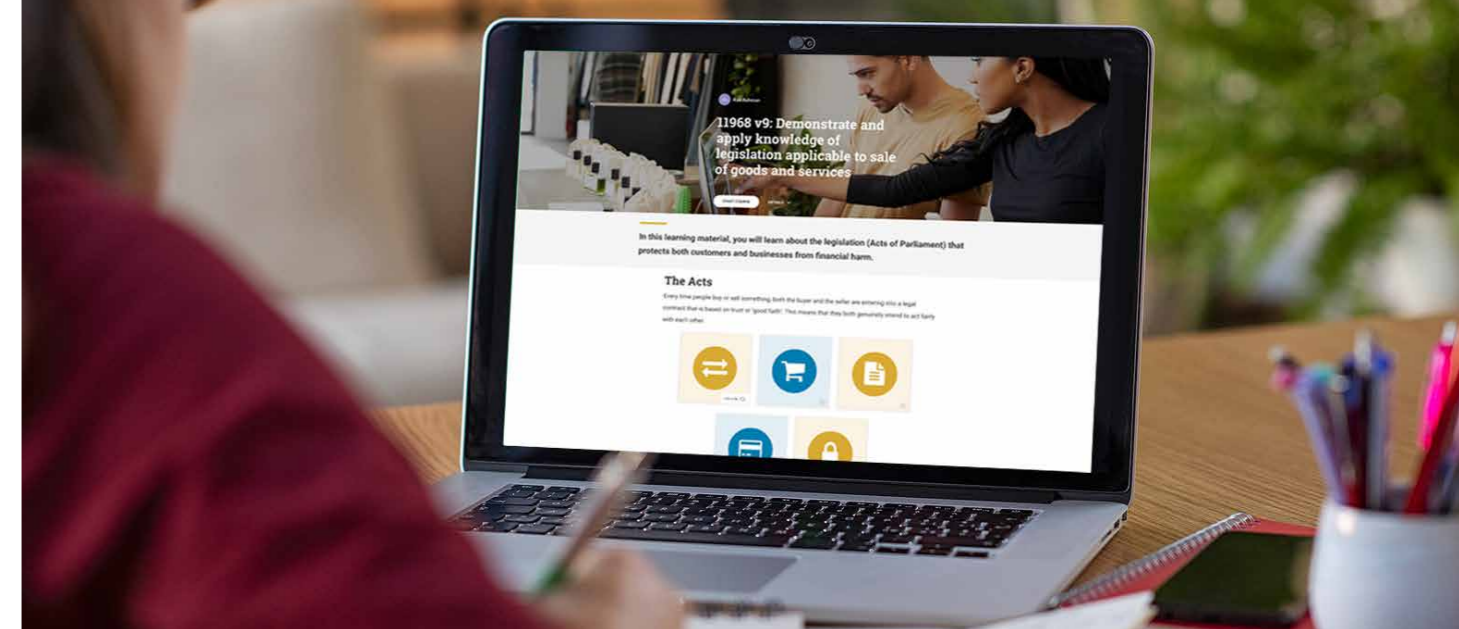 11968 v9: Demonstrate and
apply knowledge of
legislation applicable to sale
of goods and services
In this learning material, you will learn about the legislation (Acts of Parliament) that
protects both customers and businesses from financial harm.
The Acts
Every time people buy or sell something, both the buyer and the seller are entering into a legal
contract that is based on trust or 'good faith'. This means that they both genuinely intend to act fairly
with each other.